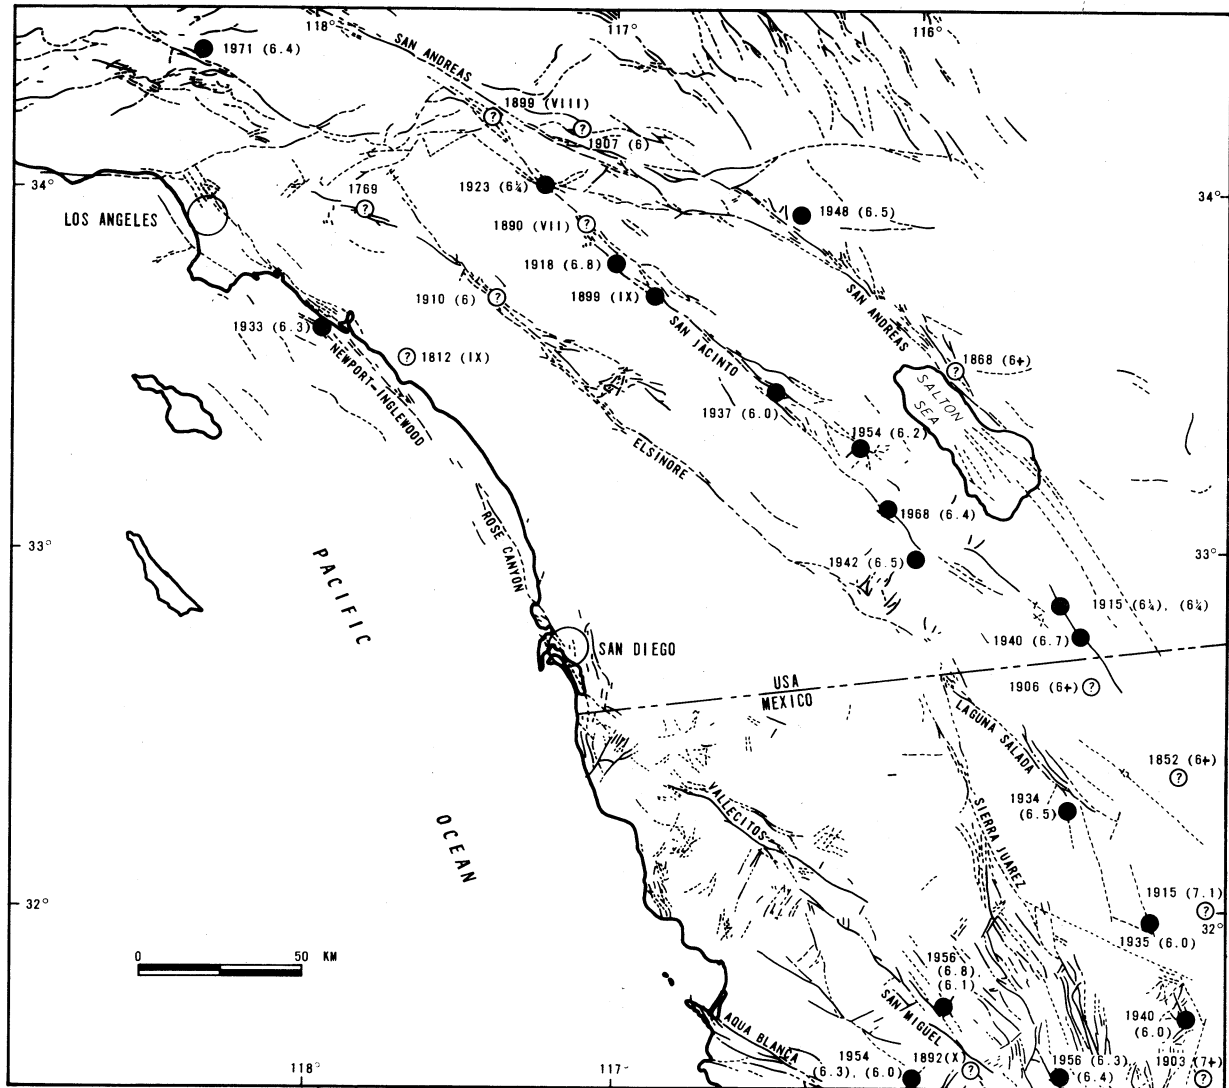 118°
117°
116°
1971 (6.4)
SAN ANDREAS
1899 (VIII)
?
?
1907 (6)
34°
1923 (6¼)
1769
?
34°
LOS ANGELES
1948 (6.5)
1890 (VII)
?
1918 (6.8)
1910 (6)
?
1899 (IX)
SAN ANDREAS
SAN JACINTO
1933 (6.3)
NEWPORT-INGLEWOOD
?
1812 (IX)
1868 (6+)
?
SALTON
SEA
1937 (6.0)
1954 (6.2)
ELSINORE
1968 (6.4)
ROSE CANYON
33°
33°
PACIFIC
1942 (6.5)
1915 (6¼), (6¼)
1940 (6.7)
SAN DIEGO
USA
MEXICO
1906 (6+)
?
LAGUNA SALADA
1852 (6+)
?
VALLECITOS
1934
(6.5)
SIERRA JUAREZ
OCEAN
1915 (7.1)
?
32°
32°
1935 (6.0)
0
50
KM
1956
(6.8)
(6.1)
SAN MIGUEL
AQUA BLANCA
1940
(6.0)
1954
(6.3), (6.0)
1892(X)
?
1956 (6.3)
(6.4)
1903 (7+)
?
118°
117°